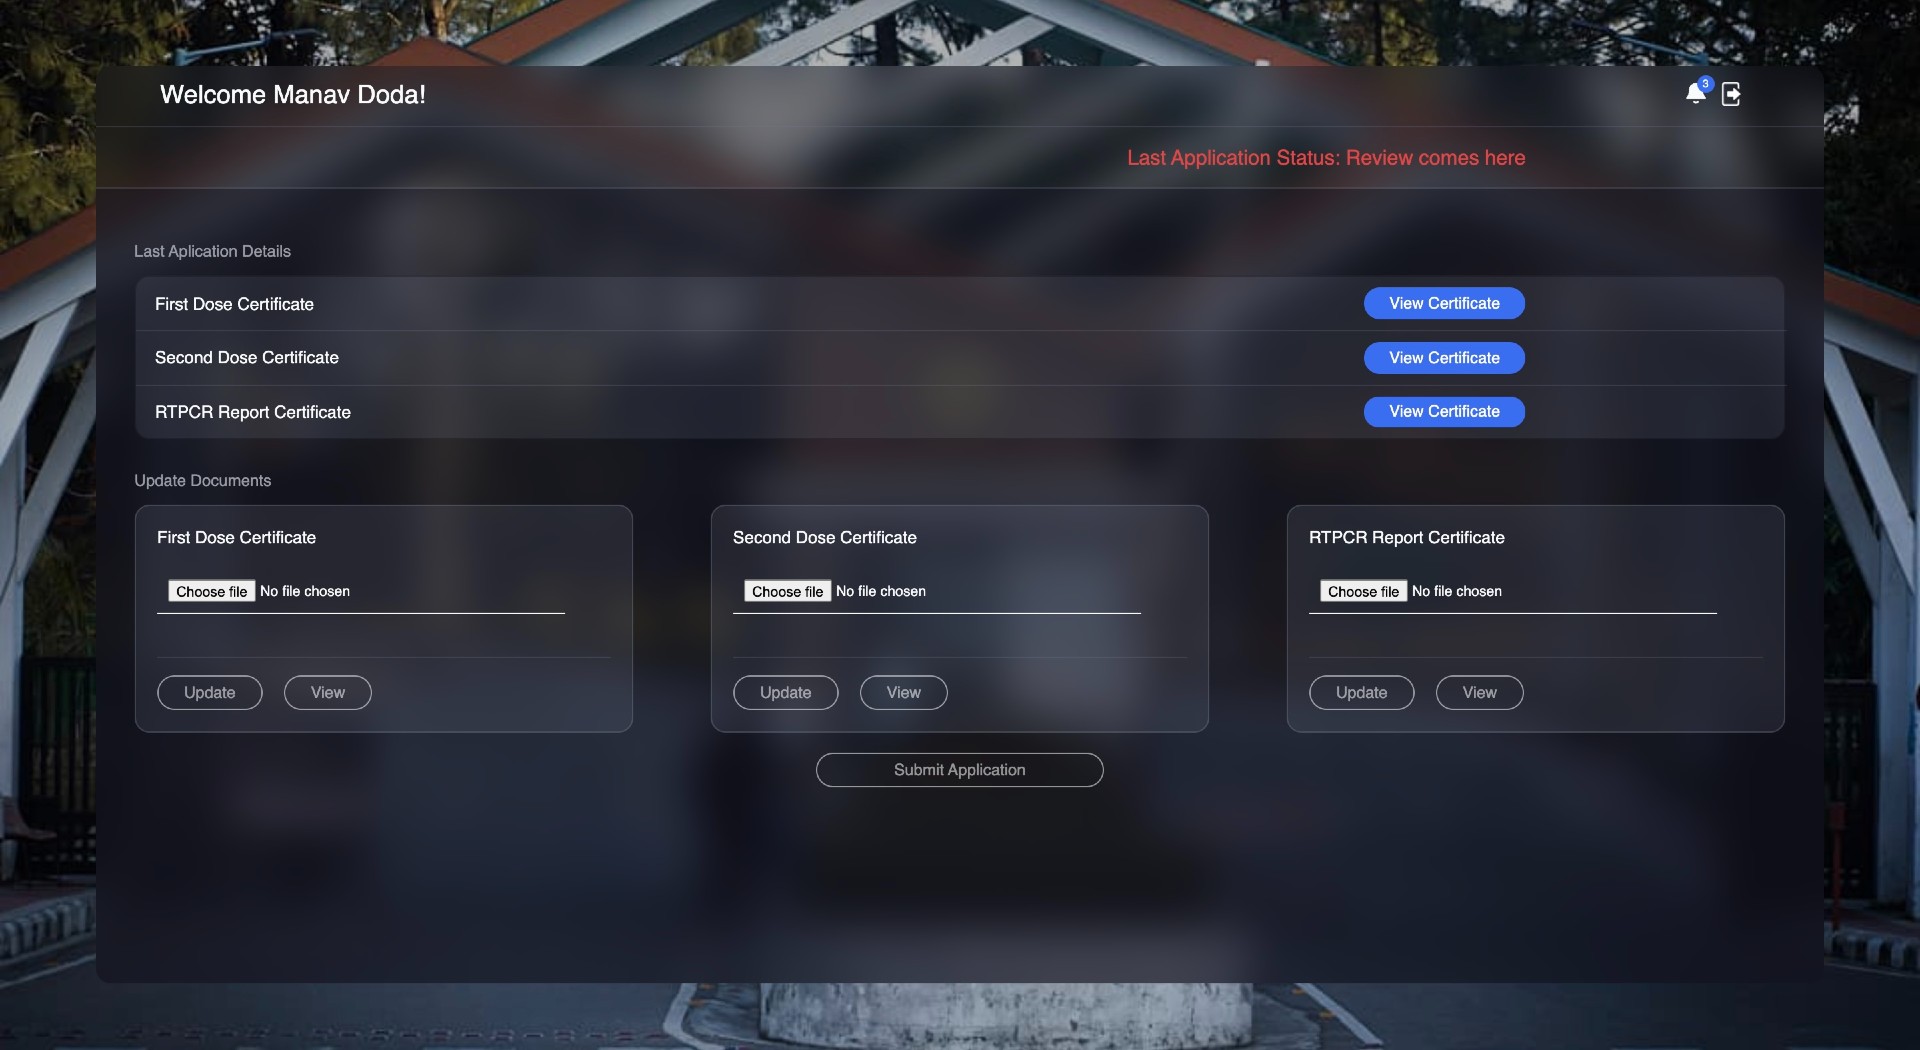 Welcome Manav Doda!
3
Last Application Status: Review comes here
Last Aplication Details
First Dose Certificate
View Certificate
Second Dose Certificate
View Certificate
RTPCR Report Certificate
View Certificate
Update Documents
First Dose Certificate
Choose file No file chosen
Update View
Second Dose Certificate
Choose file No file chosen
Update View
RTPCR Report Certificate
Choose file No file chosen
Update View
Submit Application